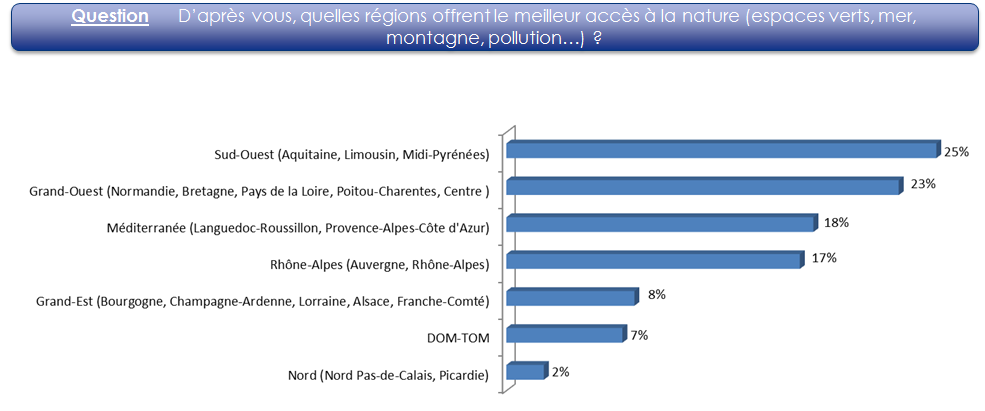 Question D'après vous, quelles régions offrent le meilleur accès à la nature (espaces verts, mer,
montagne, pollution…) ?
Sud-Ouest (Aquitaine, Limousin, Midi-Pyrénées) 25%
Grand-Ouest (Normandie, Bretagne, Pays de la Loire, Poitou-Charentes, Centre ) 23%
Méditerranée (Languedoc-Roussillon, Provence-Alpes-Côte d'Azur) 18%
Rhône-Alpes (Auvergne, Rhône-Alpes) 17%
Grand-Est (Bourgogne, Champagne-Ardenne, Lorraine, Alsace, Franche-Comté) 8%
DOM-TOM 7%
Nord (Nord Pas-de-Calais, Picardie) 2%